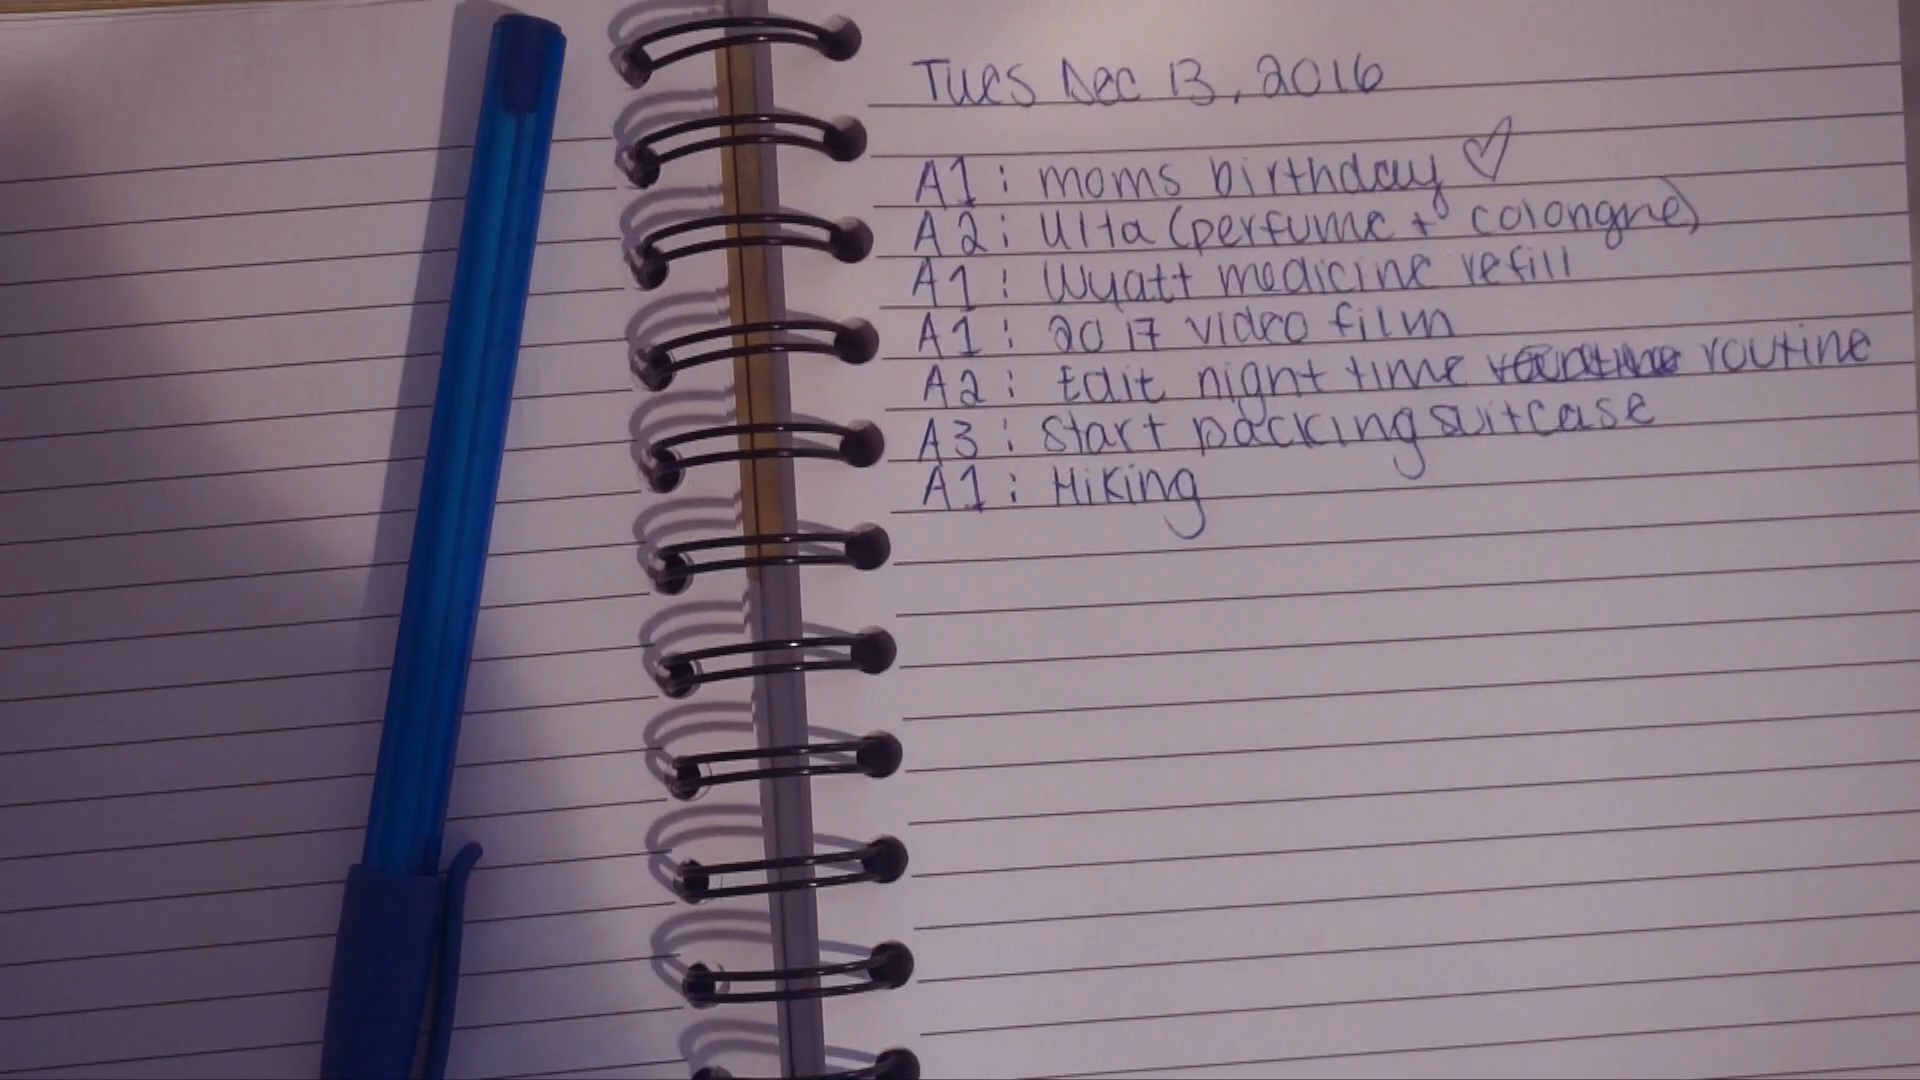 Tues Dec 13, 2016
A1: moms birthday ♡
A2: Ulta (perfume + colongne)
A1: Wyatt medicine refill
A1: 2017 video film
A2: Edit night time routine
A3: start packing suitcase
A1: Hiking